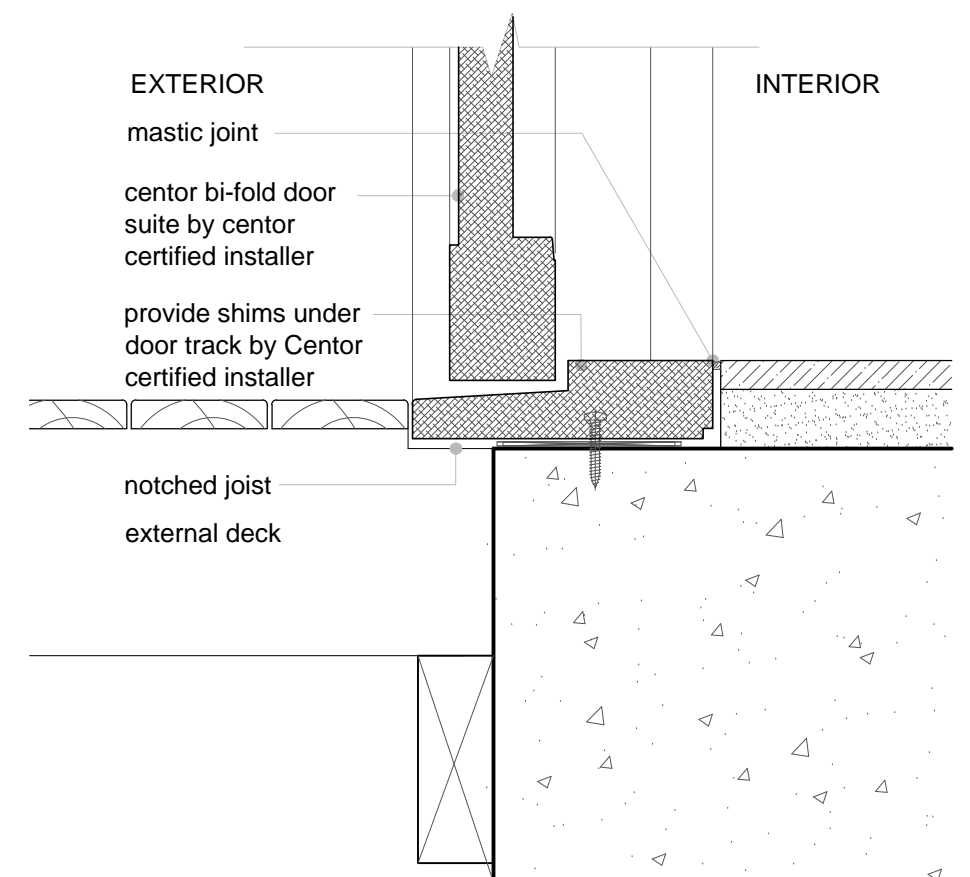 EXTERIOR
INTERIOR
mastic joint
centor bi-fold door
suite by centor
certified installer
provide shims under
door track by Centor
certified installer
notched joist
external deck